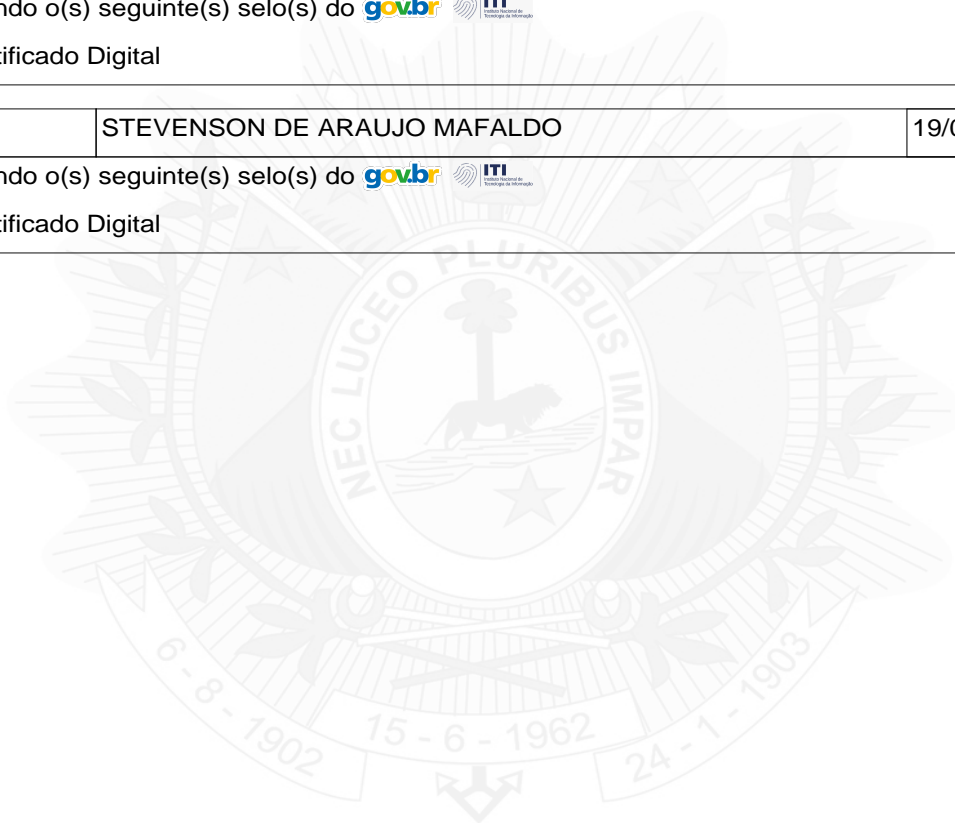 ndo o(s) seguinte(s) selo(s) do gov.br ITI
tificado Digital
STEVENSON DE ARAUJO MAFALDO 19/0
ndo o(s) seguinte(s) selo(s) do gov.br ITI
tificado Digital
NEC LUCEO PLURIBUS IMPAR
6 - 8 - 1902 15 - 6 - 1962 24 - 1 - 1903